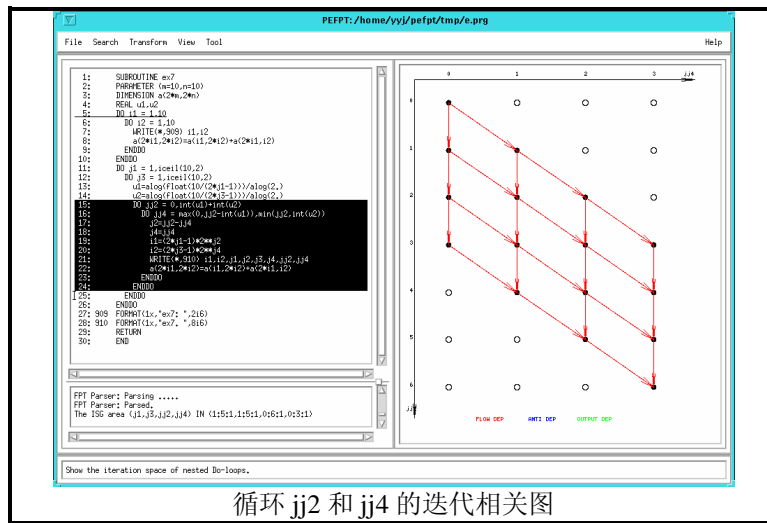 PEFPT: /home/yyj/pefpt/tmp/e.prg
File Search Transform View Tool Help
1: SUBROUTINE ex7
2: PARAMETER (m=10,n=10)
3: DIMENSION a(2*m,2*n)
4: REAL u1,u2
5: DO i1 = 1,10
6: DO i2 = 1,10
7: WRITE(*,909) i1,i2
8: a(2*i1,2*i2)=a(i1,2*i2)+a(2*i1,i2)
9: ENDDO
10: ENDDO
11: DO j1 = 1,iceil(10,2)
12: DO j3 = 1,iceil(10,2)
13: u1=alog(float(10/(2*j1-1)))/alog(2.)
14: u2=alog(float(10/(2*j3-1)))/alog(2.)
15: DO jj2 = 0,int(u1)+int(u2)
16: DO jj4 = max(0,jj2-int(u1)),min(jj2,int(u2))
17: j2=jj2-jj4
18: j4=jj4
19: i1=(2*j1-1)*2**j2
20: i2=(2*j3-1)*2**j4
21: WRITE(*,910) i1,i2,j1,j2,j3,j4,jj2,jj4
22: a(2*i1,2*i2)=a(i1,2*i2)+a(2*i1,i2)
23: ENDDO
24: ENDDO
25: ENDDO
26: ENDDO
27: 909 FORMAT(1x,"ex7: ",2i6)
28: 910 FORMAT(1x,"ex7. ",8i6)
29: RETURN
30: END
FPT Parser: Parsing .....
FPT Parser: Parsed.
The ISG area (j1,j3,jj2,jj4) IN (1:5:1,1:5:1,0:6:1,0:3:1)
0 1 2 3 jj4
0
1
2
3
4
5
6
FLOW DEP ANTI DEP OUTPUT DEP
Show the iteration space of nested Do-loops.
循环 jj2 和 jj4 的迭代相关图